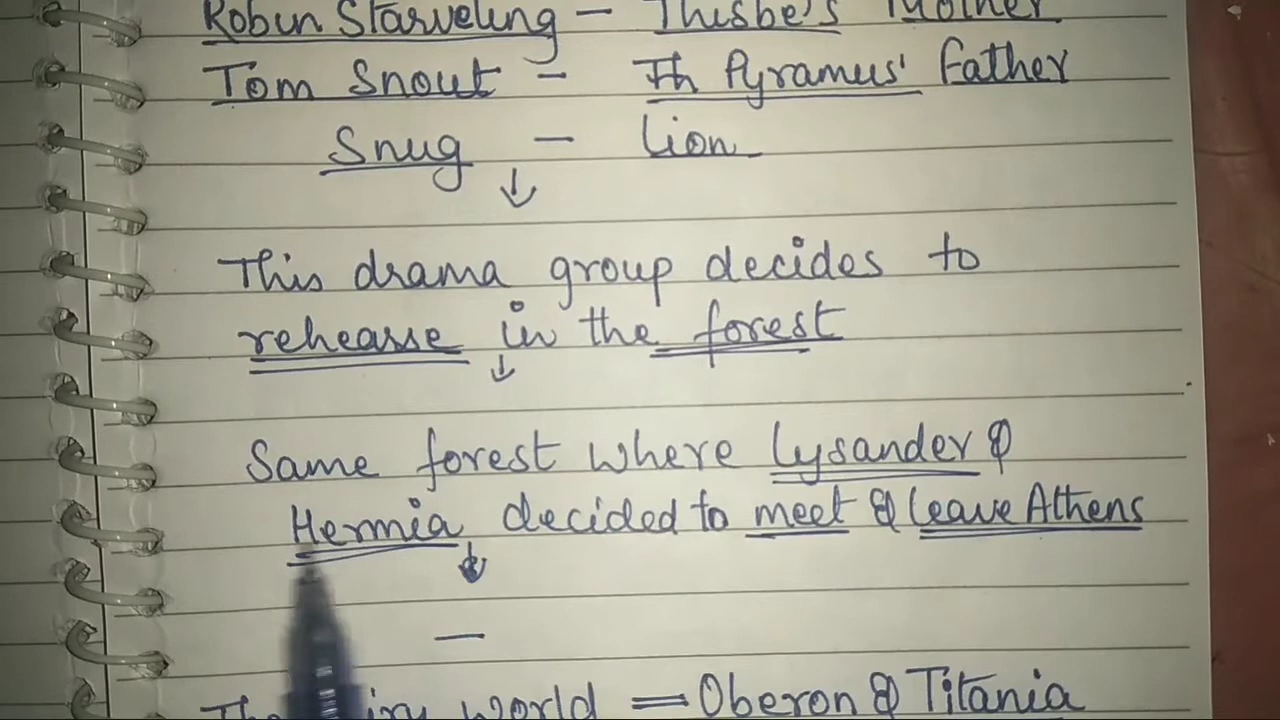 Robin Starveling – Thisbe's Mother
Tom Snout – Th Pyramus' Father
Snug – lion
↓
This drama group decides to
rehearse in the forest
↓
Same forest where Lysander &
Hermia decided to meet & leave Athens
↓
—
world = Oberon & Titania